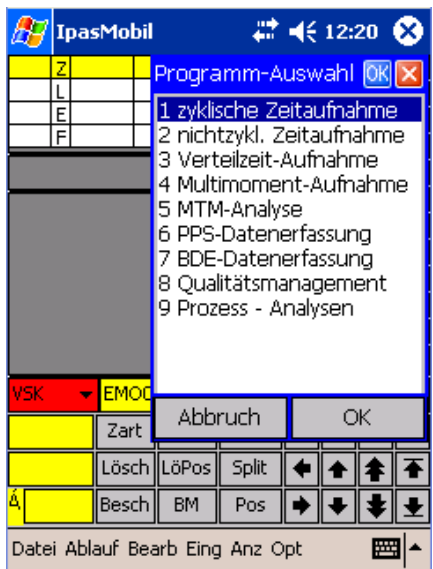 IpasMobil 12:20
Z
L
E
F
Programm-Auswahl OK
1 zyklische Zeitaufnahme
2 nichtzykl. Zeitaufnahme
3 Verteilzeit-Aufnahme
4 Multimoment-Aufnahme
5 MTM-Analyse
6 PPS-Datenerfassung
7 BDE-Datenerfassung
8 Qualitätsmanagement
9 Prozess - Analysen
Abbruch OK
VSK
Zart
Lösch LöPos Split
Á Besch BM Pos
Datei Ablauf Bearb Eing Anz Opt